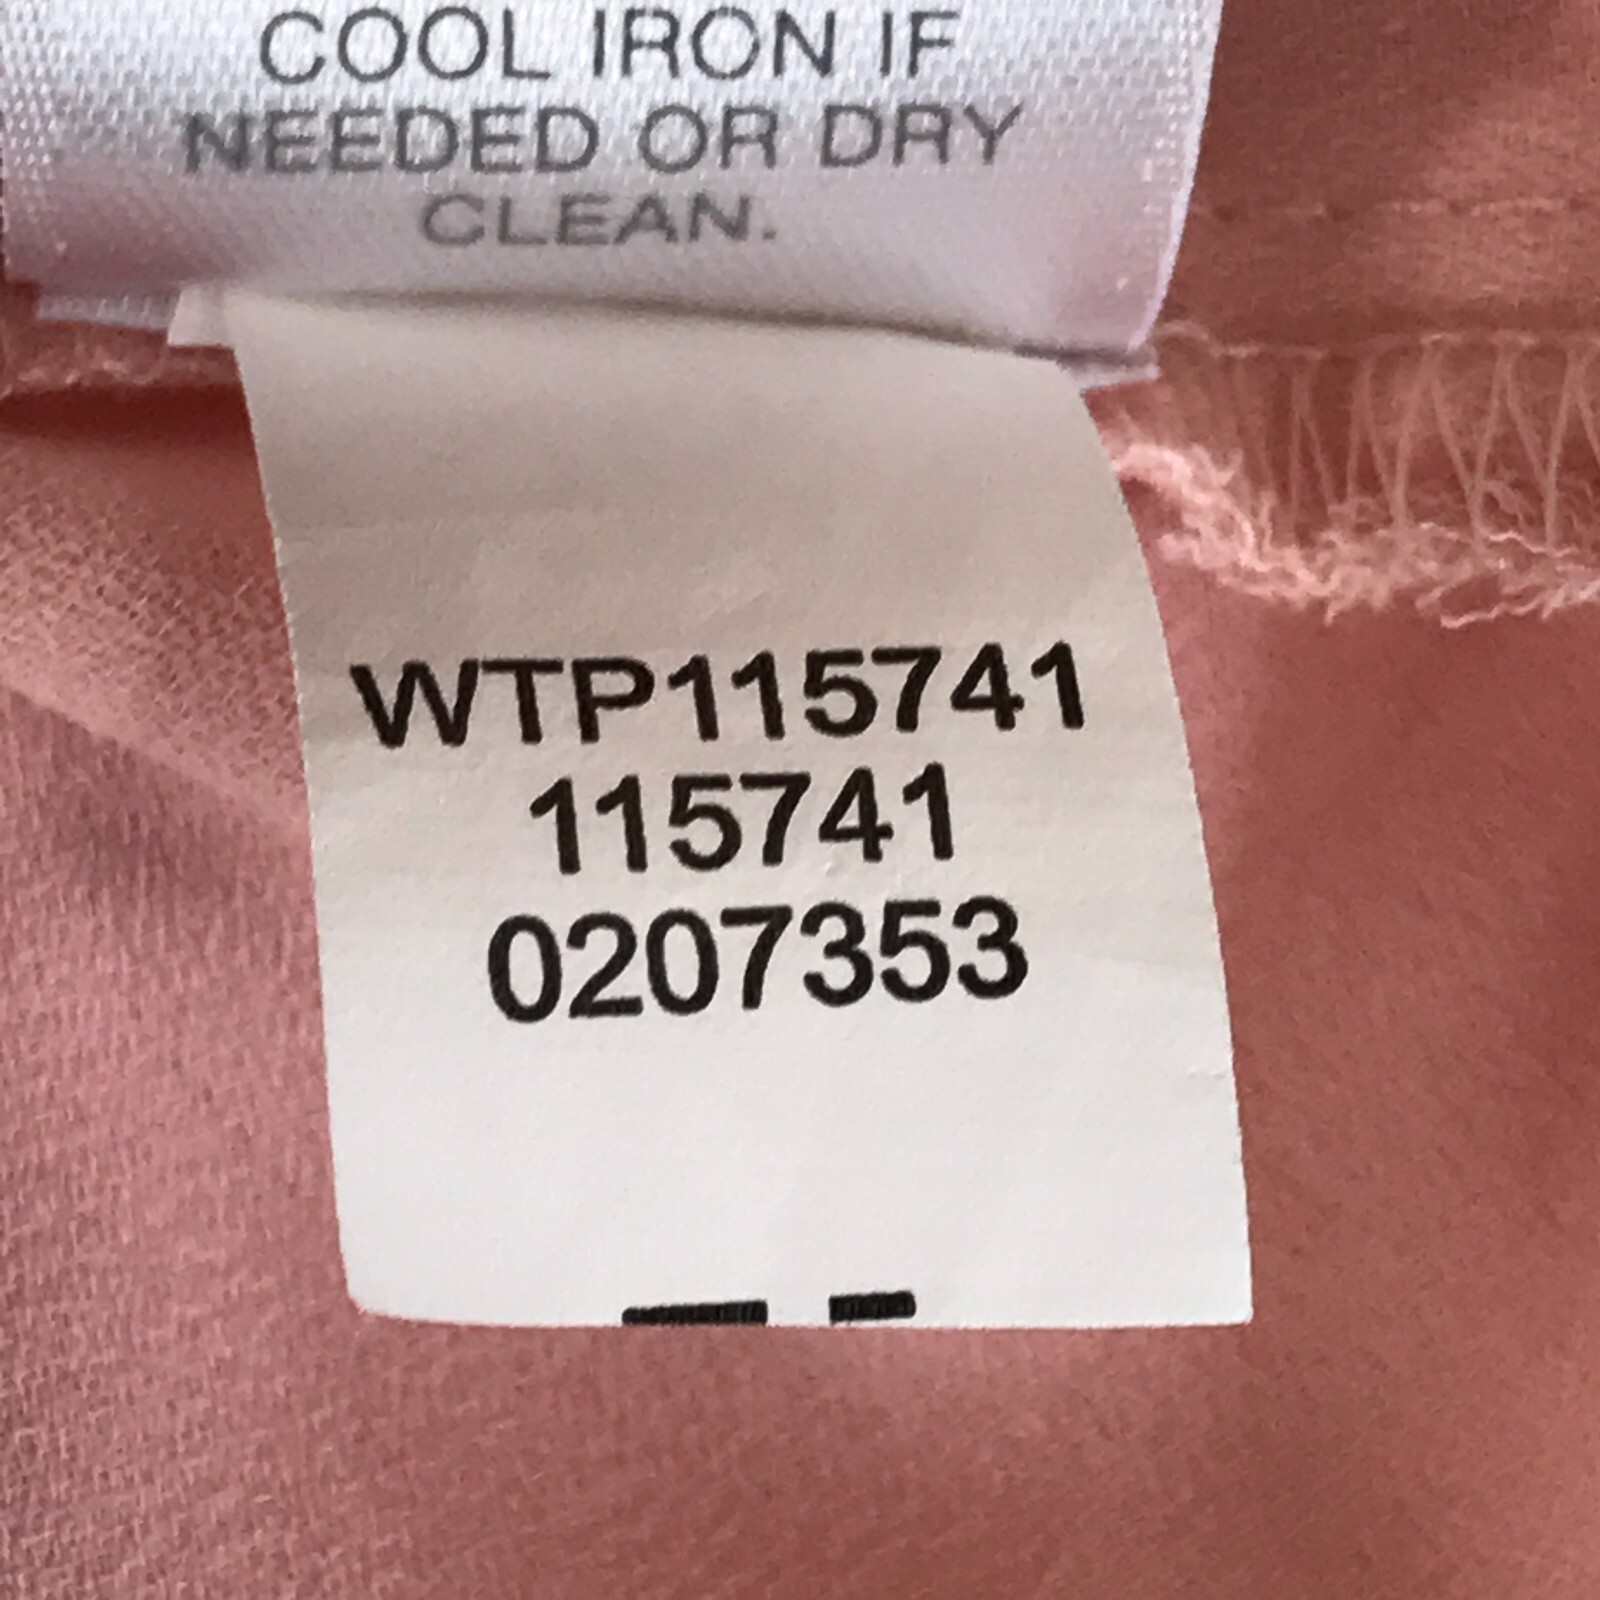 COOL IRON IF
NEEDED OR DRY
CLEAN.
WTP115741
115741
0207353